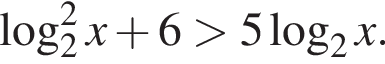 log₂² x + 6 > 5 log₂ x.